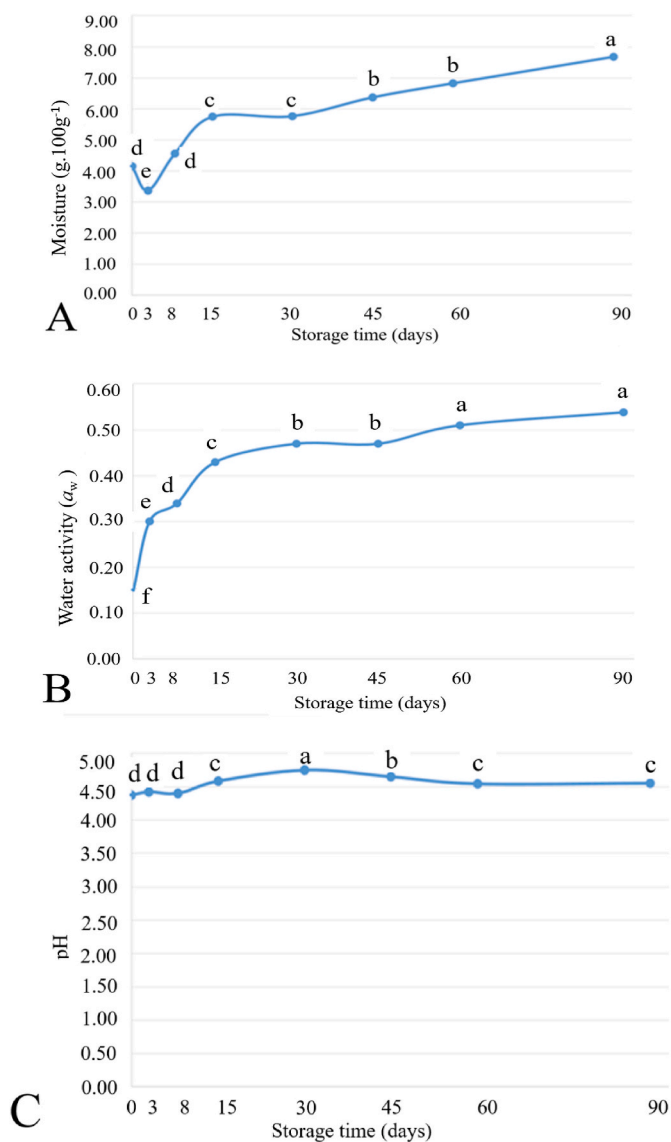 9.00
a
8.00
b
b
7.00
c
c
6.00
5.00
d
d
4.00
e
3.00
2.00
1.00
0.00
Moisture (g.100g⁻¹)
0 3 8 15 30 45 60 90
Storage time (days)
A
0.60
a
a
b
b
0.50
c
0.40
d
e
0.30
0.20
f
0.10
0.00
Water activity (a_w)
0 3 8 15 30 45 60 90
Storage time (days)
B
5.00
d d d c a b c c
4.50
4.00
3.50
3.00
2.50
2.00
1.50
1.00
0.50
0.00
pH
0 3 8 15 30 45 60 90
Storage time (days)
C